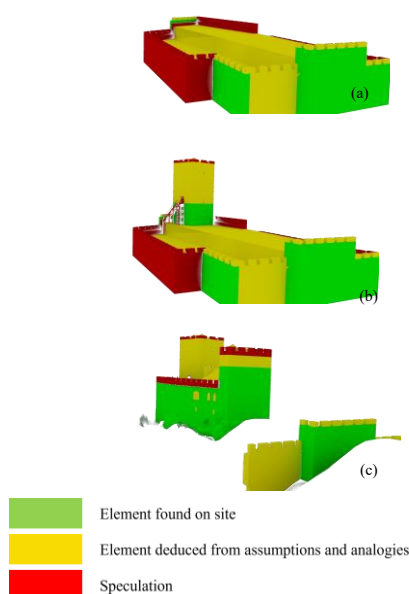 (a)
(b)
(c)
Element found on site
Element deduced from assumptions and analogies
Speculation